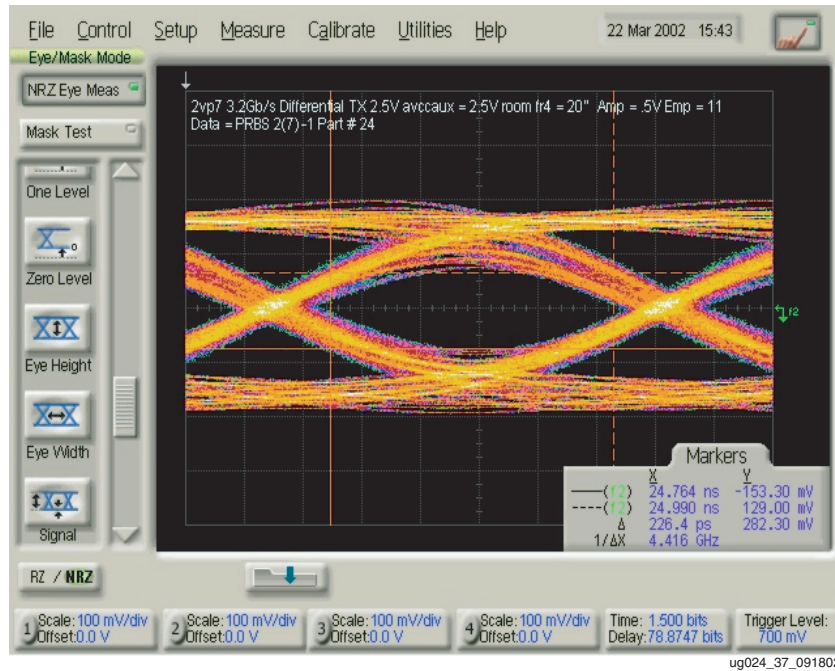 File Control Setup Measure Calibrate Utilities Help 22 Mar 2002 15:43
Eye/Mask Mode
NRZ Eye Meas
Mask Test
One Level
Zero Level
Eye Height
Eye Width
Signal
RZ / NRZ
2vp7 3.2Gb/s Differential TX 2.5V avccaux = 2.5V room fr4 = 20" Amp = .5V Emp = 11
Data = PRBS 2(7)-1 Part # 24
f2
Markers
X Y
(f2) 24.764 ns -153.30 mV
(f2) 24.990 ns 129.00 mV
Δ 226.4 ps 282.30 mV
1/ΔX 4.416 GHz
1 Scale: 100 mV/div
Offset: 0.0 V
2 Scale: 100 mV/div
Offset: 0.0 V
3 Scale: 100 mV/div
Offset: 0.0 V
4 Scale: 100 mV/div
Offset: 0.0 V
Time: 1.500 bits
Delay: 78.8747 bits
Trigger Level:
700 mV